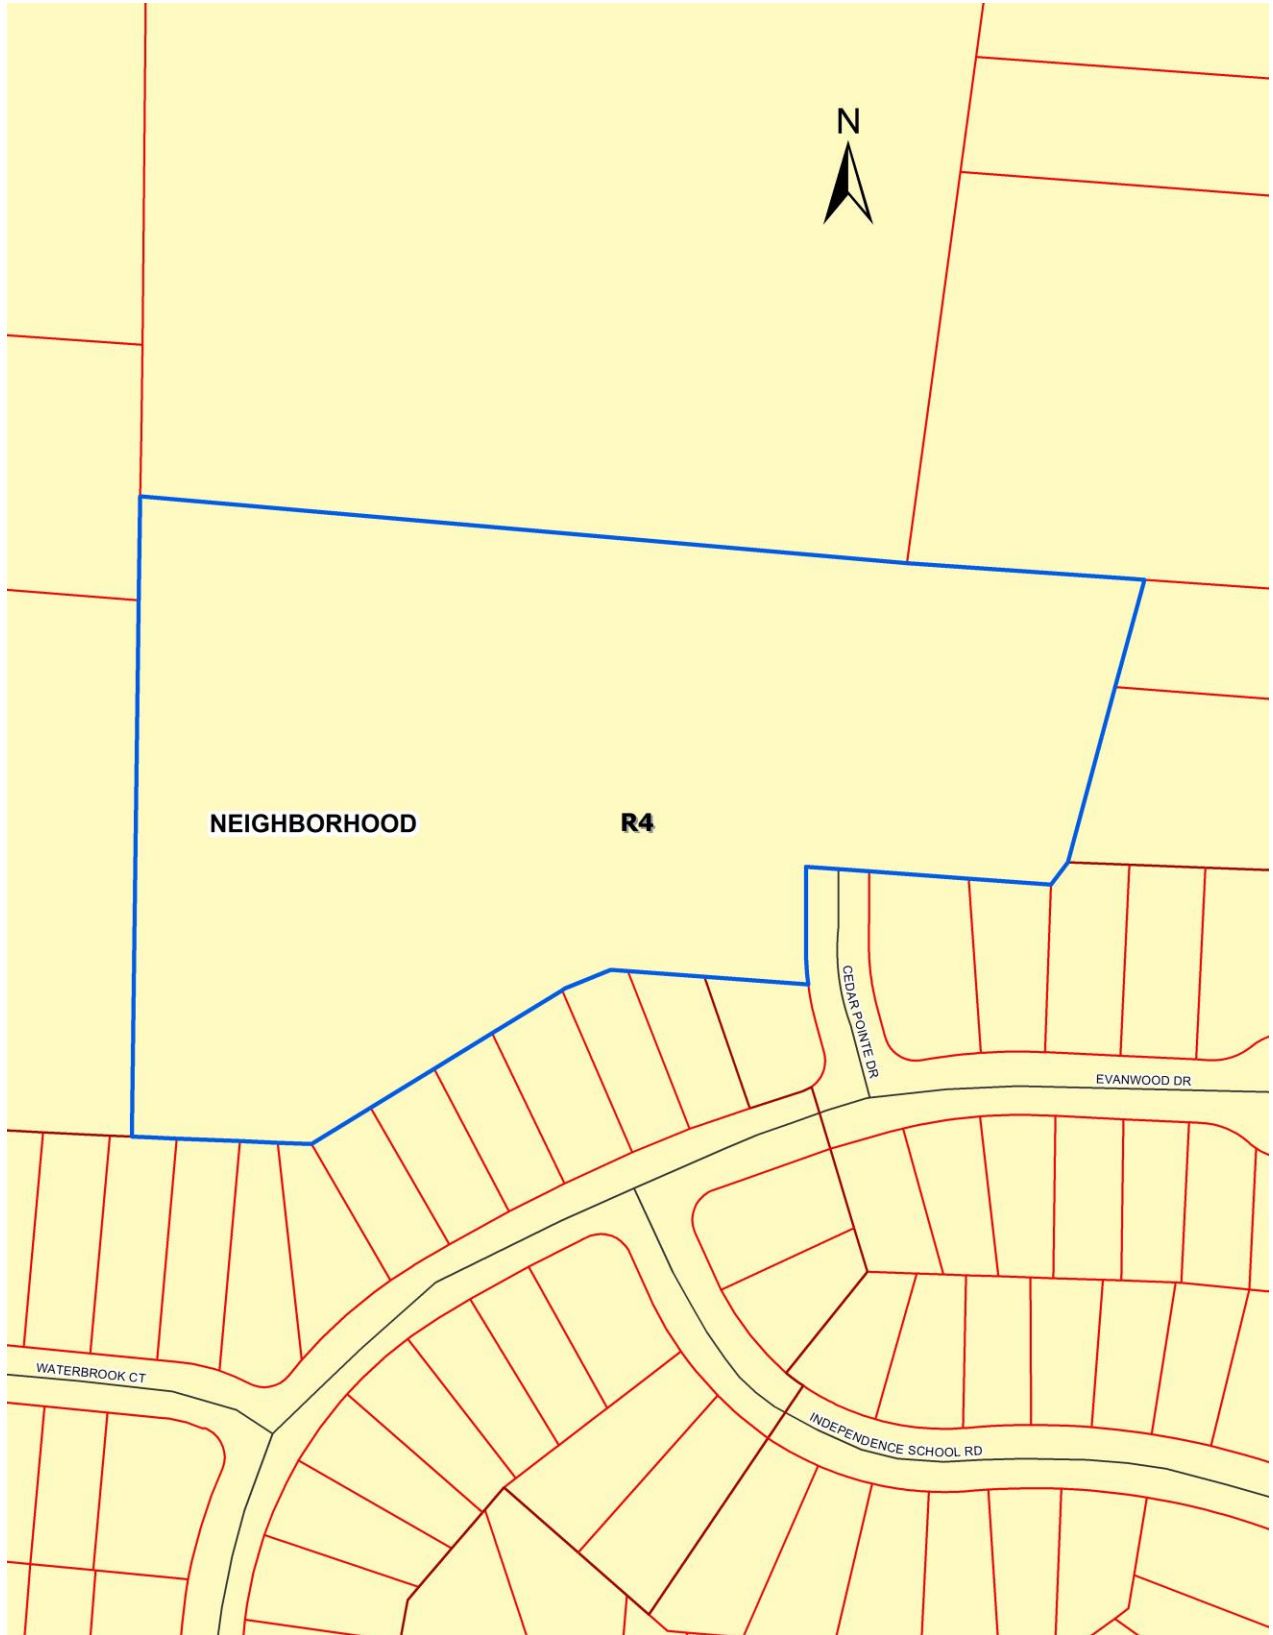 N
NEIGHBORHOOD
R4
CEDAR POINTE DR
EVANWOOD DR
WATERBROOK CT
INDEPENDENCE SCHOOL RD